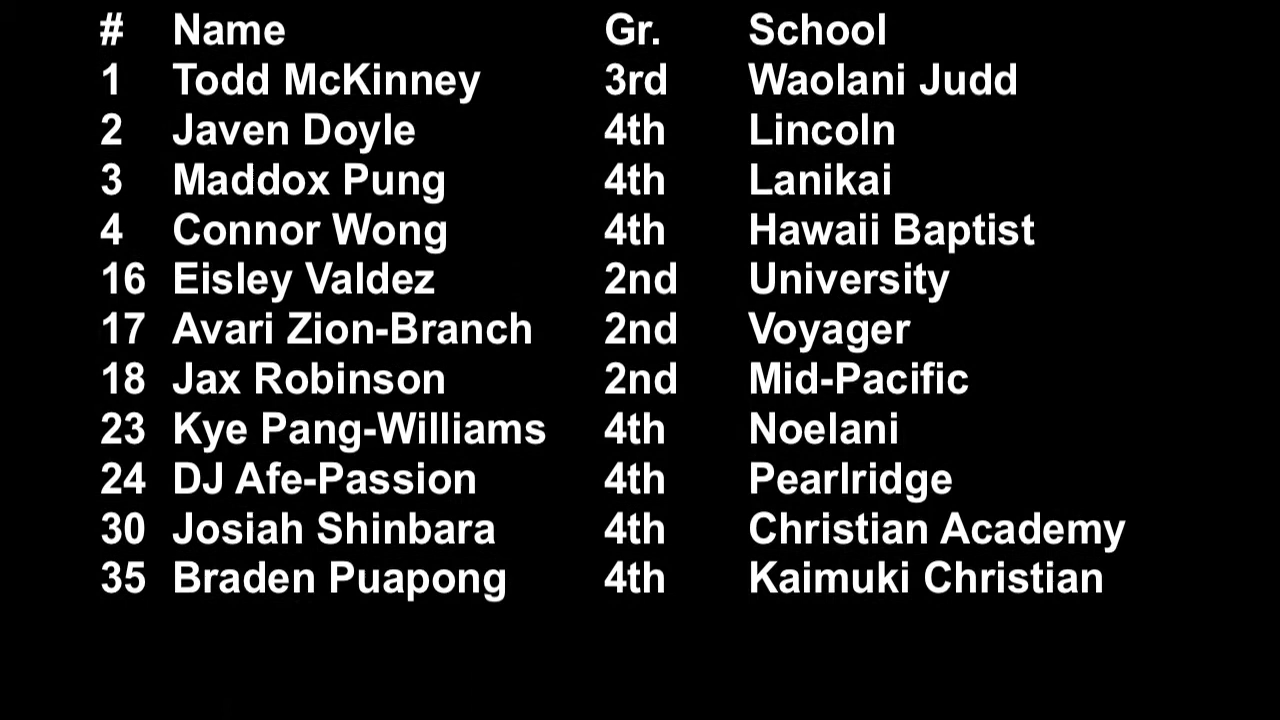 # Name Gr. School
1 Todd McKinney 3rd Waolani Judd
2 Javen Doyle 4th Lincoln
3 Maddox Pung 4th Lanikai
4 Connor Wong 4th Hawaii Baptist
16 Eisley Valdez 2nd University
17 Avari Zion-Branch 2nd Voyager
18 Jax Robinson 2nd Mid-Pacific
23 Kye Pang-Williams 4th Noelani
24 DJ Afe-Passion 4th Pearlridge
30 Josiah Shinbara 4th Christian Academy
35 Braden Puapong 4th Kaimuki Christian